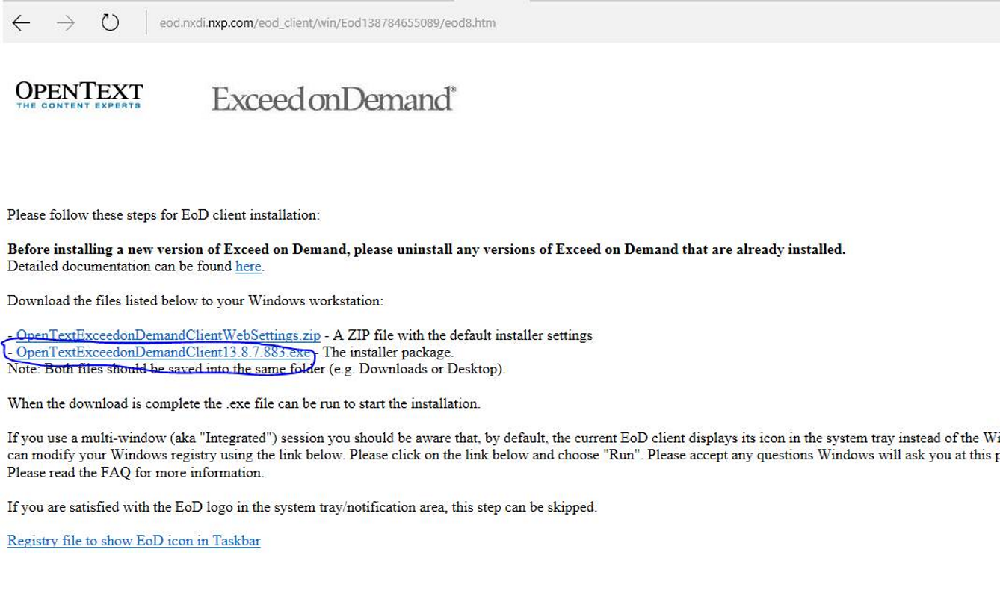 eod.nxdi.nxp.com/eod_client/win/Eod138784655089/eod8.htm
OPENTEXT
THE CONTENT EXPERTS
Exceed onDemand®
Please follow these steps for EoD client installation:
Before installing a new version of Exceed on Demand, please uninstall any versions of Exceed on Demand that are already installed.
Detailed documentation can be found here.
Download the files listed below to your Windows workstation:
- OpenTextExceedonDemandClientWebSettings.zip - A ZIP file with the default installer settings
- OpenTextExceedonDemandClient13.8.7.883.exe - The installer package.
Note: Both files should be saved into the same folder (e.g. Downloads or Desktop).
When the download is complete the .exe file can be run to start the installation.
If you use a multi-window (aka "Integrated") session you should be aware that, by default, the current EoD client displays its icon in the system tray instead of the Wi
can modify your Windows registry using the link below. Please click on the link below and choose "Run". Please accept any questions Windows will ask you at this p
Please read the FAQ for more information.
If you are satisfied with the EoD logo in the system tray/notification area, this step can be skipped.
Registry file to show EoD icon in Taskbar